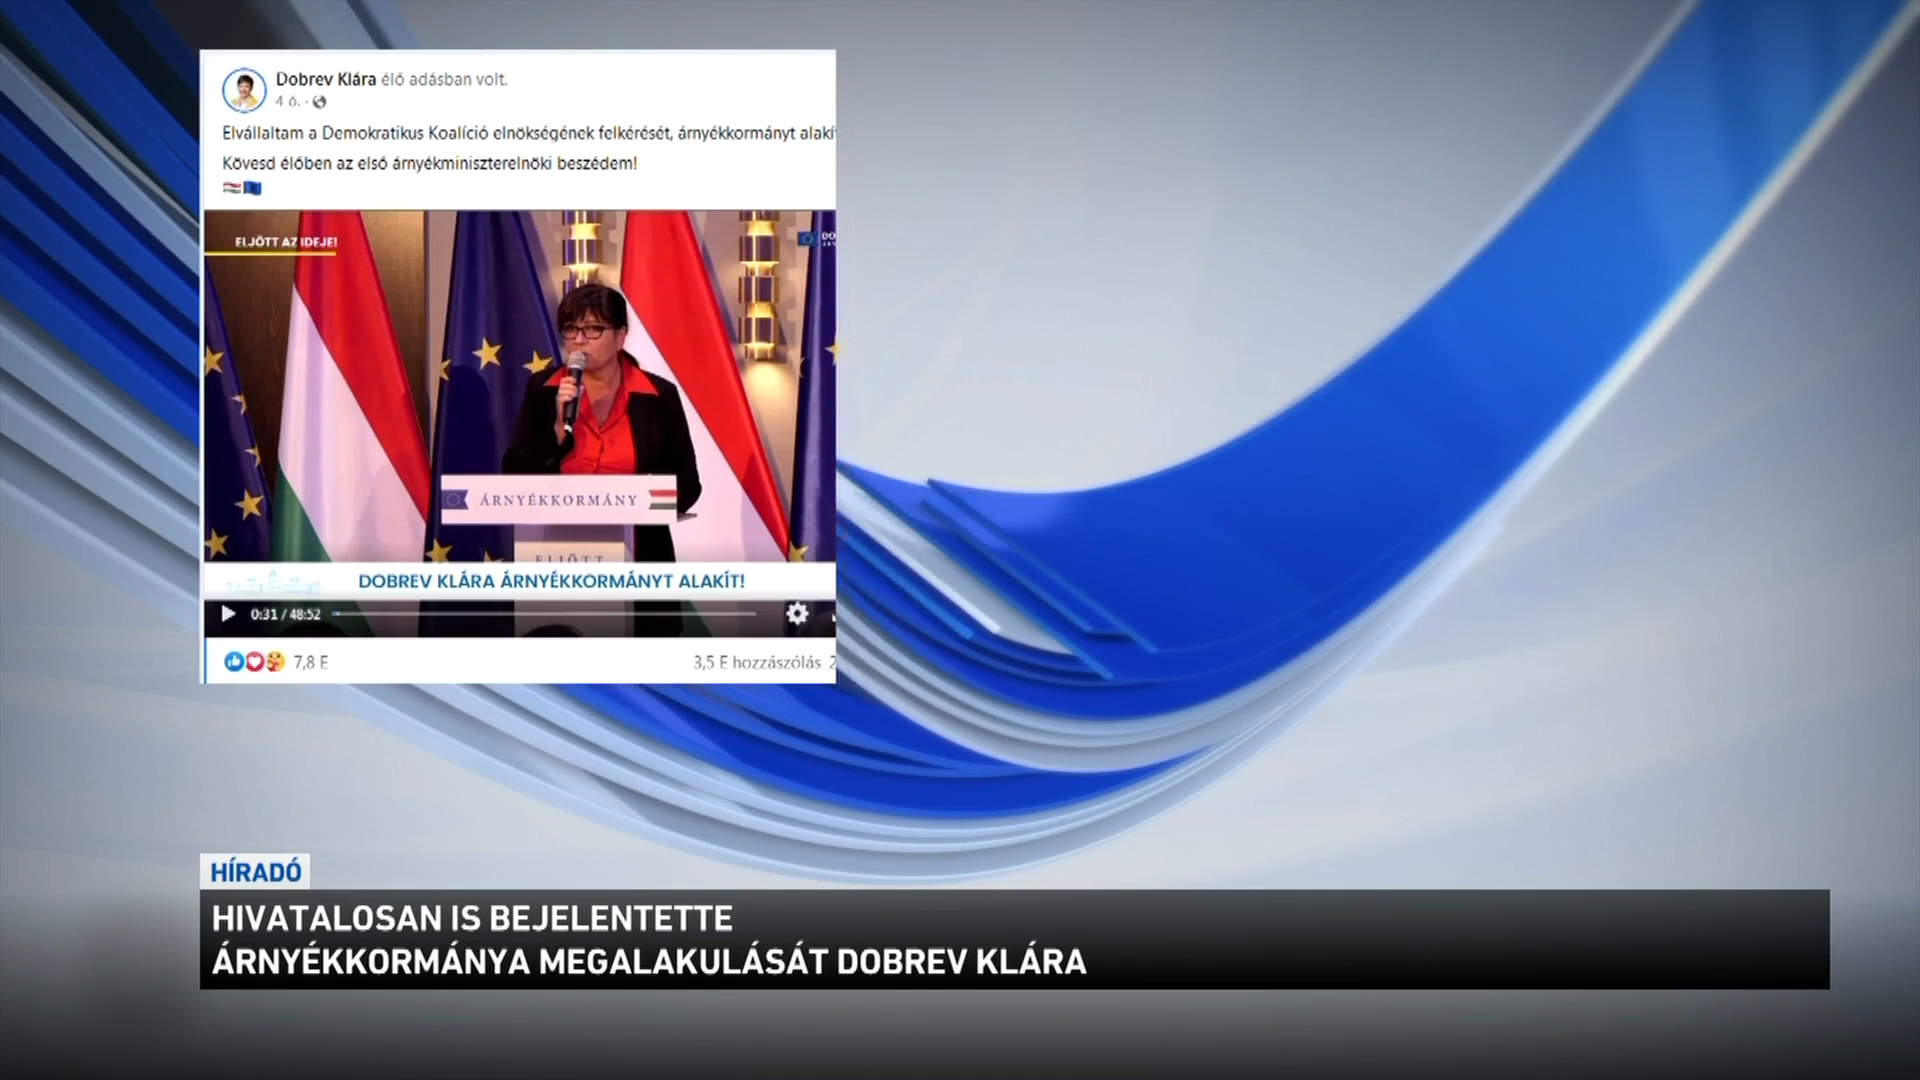 Dobrev Klára élő adásban volt.
4 ó.
Elvállaltam a Demokratikus Koalíció elnökségének felkérését, árnyékkormányt
Kövesd élőben az első árnyékminiszterelnöki beszédem!
ELJÖTT AZ IDEJE!
ÁRNYÉKKORMÁNY
ELJÖTT
DOBREV KLÁRA ÁRNYÉKKORMÁNYT ALAKÍT!
0:31 / 48:52
7,8 E
3,5 E hozzászólás
HÍRADÓ
HIVATALOSAN IS BEJELENTETTE
ÁRNYÉKKORMÁNYA MEGALAKULÁSÁT DOBREV KLÁRA